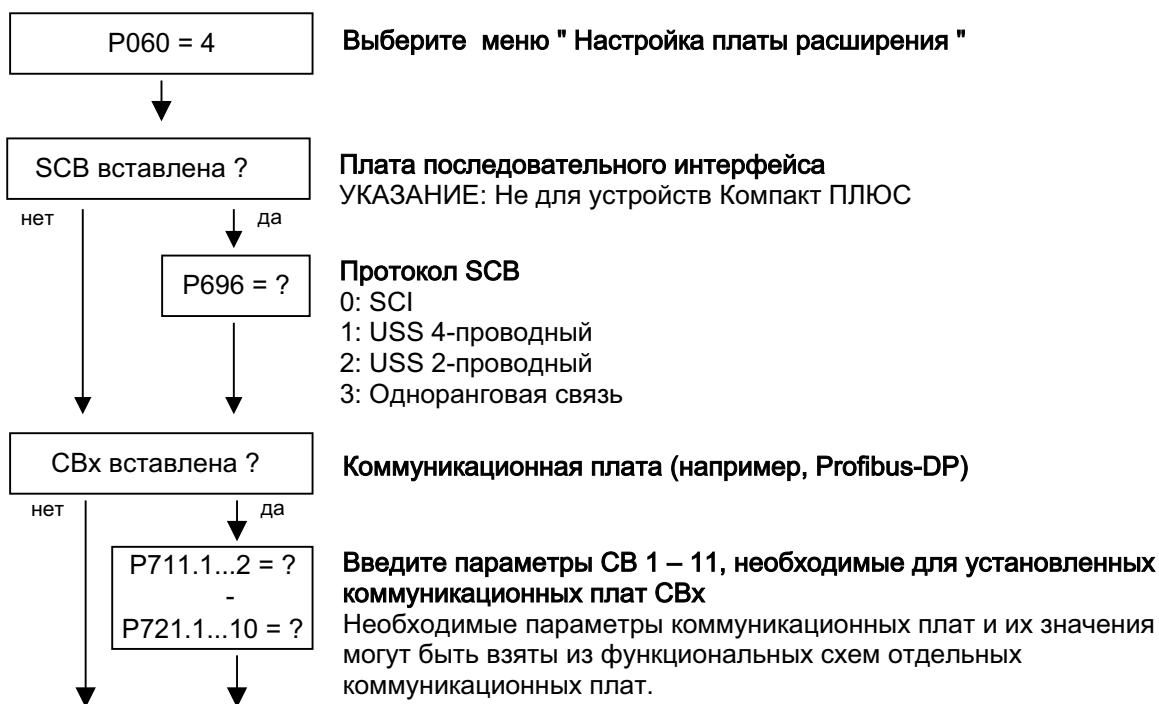 P060 = 4
Выберите меню " Настройка платы расширения "
SCB вставлена ?
Плата последовательного интерфейса
УКАЗАНИЕ: Не для устройств Компакт ПЛЮС
нет
да
P696 = ?
Протокол SCB
0: SCI
1: USS 4-проводный
2: USS 2-проводный
3: Одноранговая связь
CBx вставлена ?
Коммуникационная плата (например, Profibus-DP)
нет
да
P711.1...2 = ?
-
P721.1...10 = ?
Введите параметры CB 1 – 11, необходимые для установленных
коммуникационных плат CBx
Необходимые параметры коммуникационных плат и их значения
могут быть взяты из функциональных схем отдельных
коммуникационных плат.